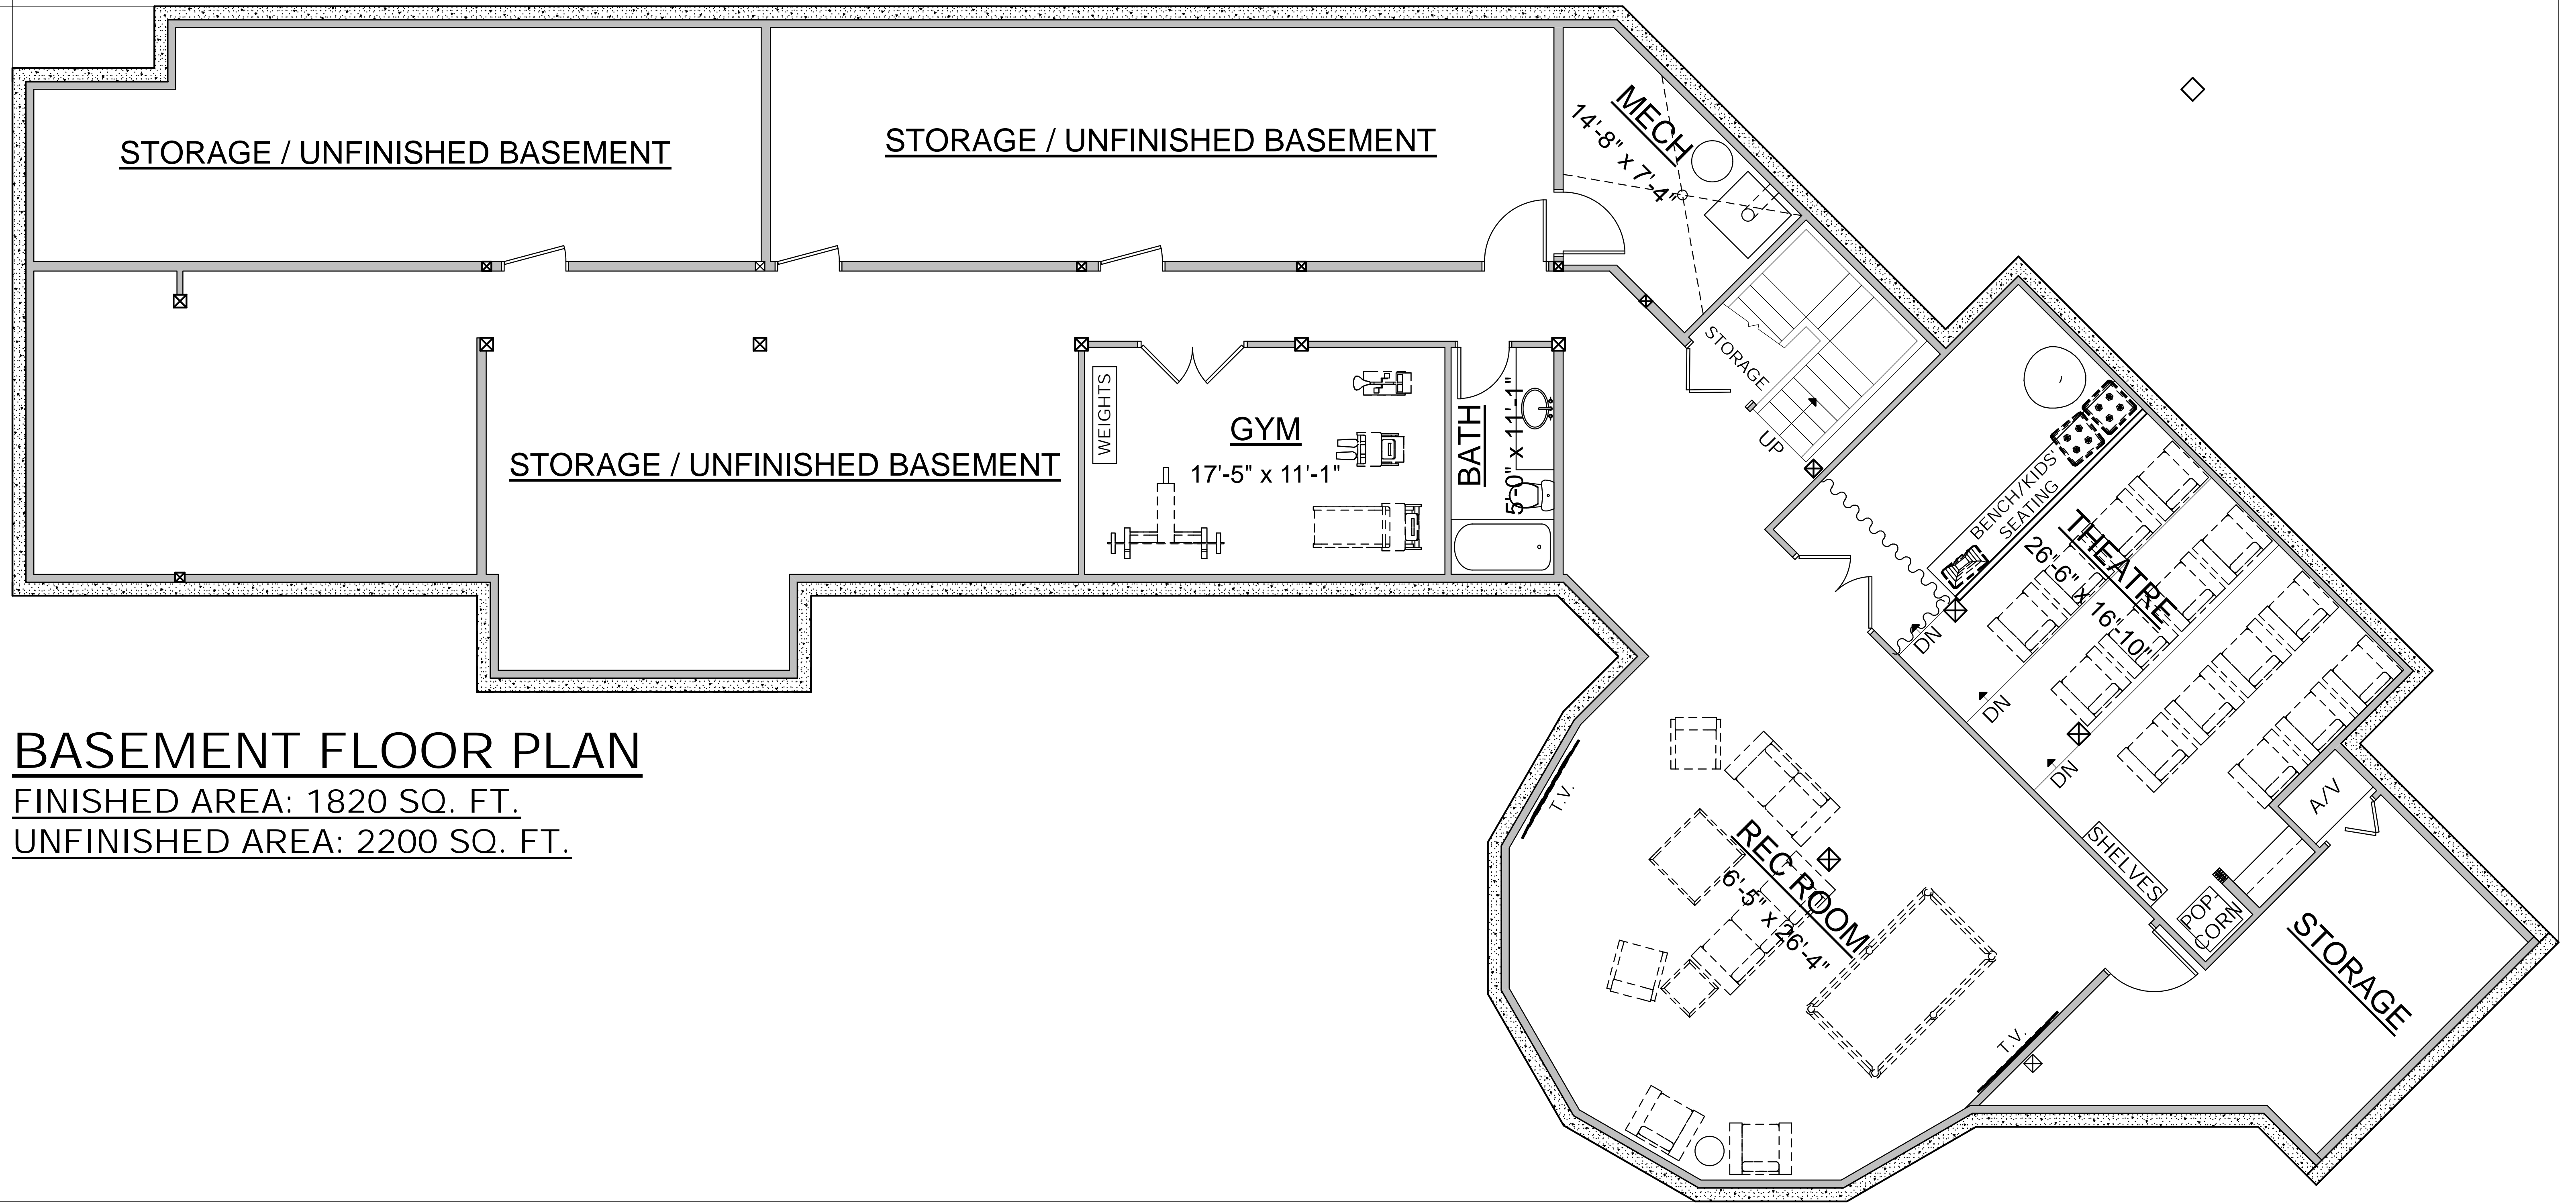 STORAGE / UNFINISHED BASEMENT
STORAGE / UNFINISHED BASEMENT
MECH
14'-8" x 7'-4"
STORAGE
UP
WEIGHTS
GYM
17'-5" x 11'-1"
BATH
5'-0" x 11'-1"
STORAGE / UNFINISHED BASEMENT
BENCH/KIDS'
SEATING
THEATRE
26'-6" x 16'-10"
DN
DN
DN
A/V
SHELVES
POP
CORN
STORAGE
T.V.
REC ROOM
6'-5" x 26'-4"
T.V.
BASEMENT FLOOR PLAN
FINISHED AREA: 1820 SQ. FT.
UNFINISHED AREA: 2200 SQ. FT.